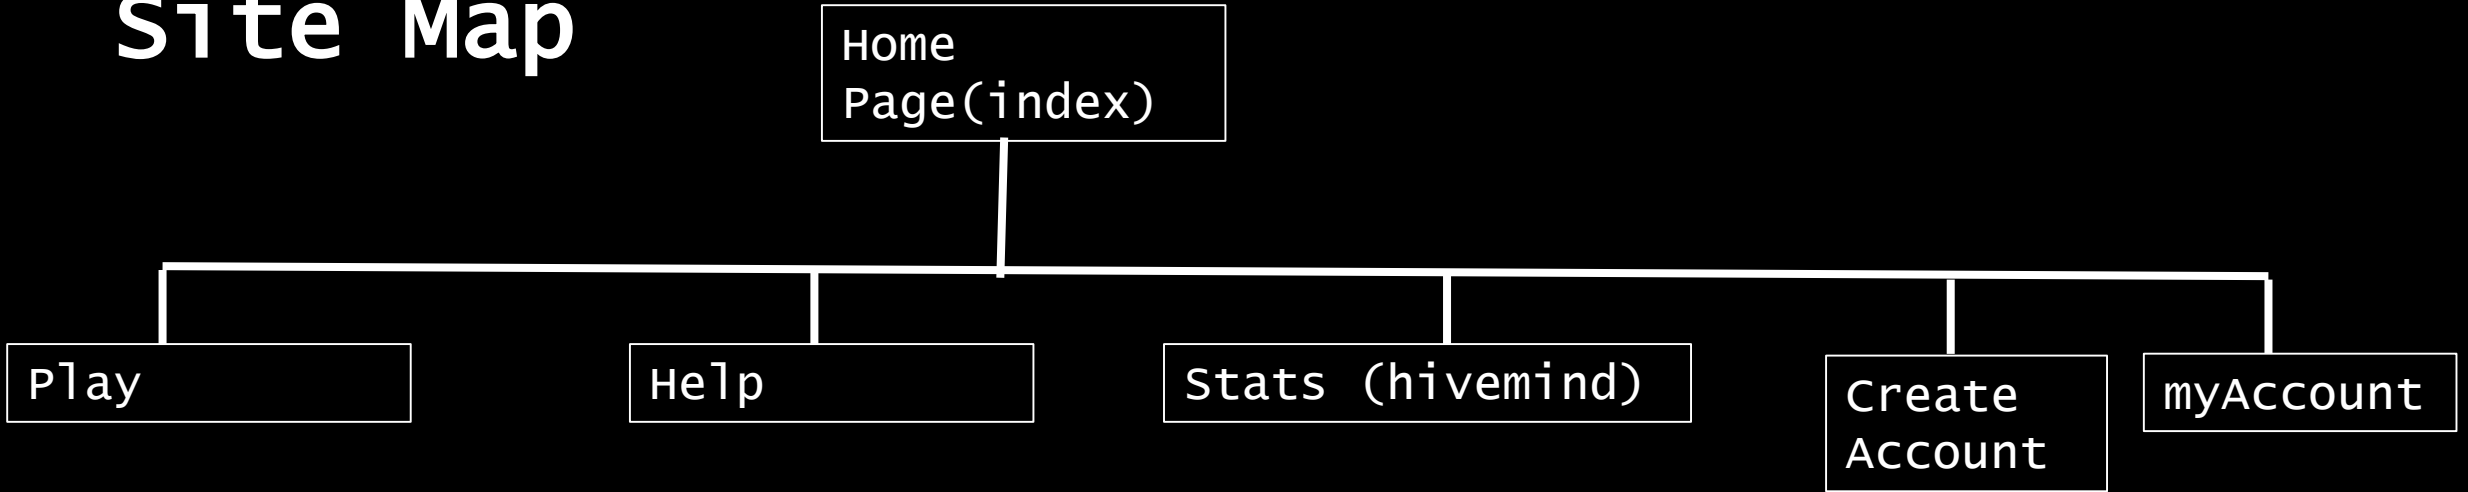 Site Map
Home
Page(index)
Play
Help
Stats (hivemind)
Create
Account
myAccount